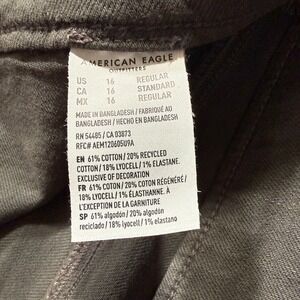 AMERICAN EAGLE
OUTFITTERS
US 16 REGULAR
CA 16 STANDARD
MX 16 REGULAR
MADE IN BANGLADESH / FABRIQUÉ AU
BANGLADESH / HECHO EN BANGLADESH
RN 54485 / CA 03873
RFC# AEM120605U9A
EN 61% COTTON / 20% RECYCLED
COTTON / 18% LYOCELL / 1% ELASTANE.
EXCLUSIVE OF DECORATION
FR 61% COTON / 20% COTON RÉGÉNÉRÉ /
18% LYOCELL / 1% ÉLASTHANNE. À
L'EXCEPTION DE LA GARNITURE
SP 61% algodón / 20% algodón
reciclado / 18% lyocell / 1% elastano